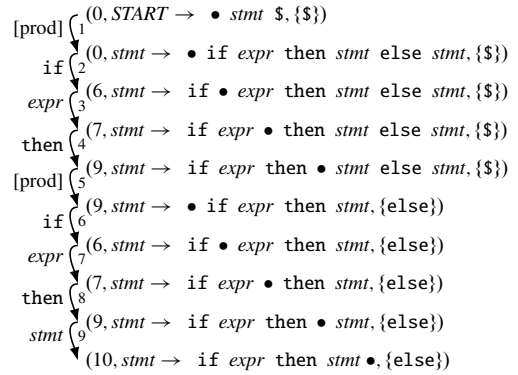 (0, START → • stmt $, {$})
[prod] 1
(0, stmt → • if expr then stmt else stmt, {$})
if 2
(6, stmt → if • expr then stmt else stmt, {$})
expr 3
(7, stmt → if expr • then stmt else stmt, {$})
then 4
(9, stmt → if expr then • stmt else stmt, {$})
[prod] 5
(9, stmt → • if expr then stmt, {else})
if 6
(6, stmt → if • expr then stmt, {else})
expr 7
(7, stmt → if expr • then stmt, {else})
then 8
(9, stmt → if expr then • stmt, {else})
stmt 9
(10, stmt → if expr then stmt •, {else})